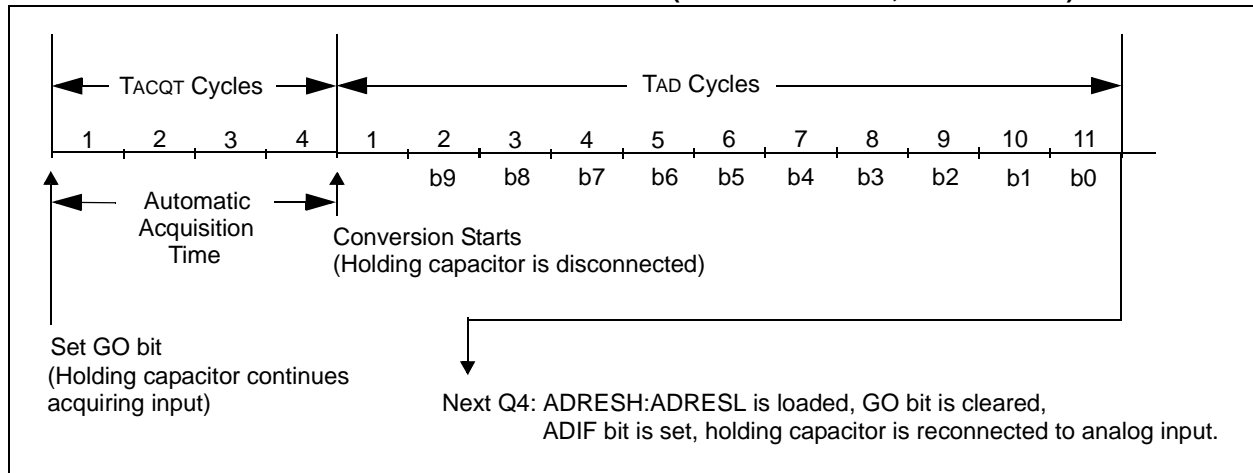 TACQT Cycles
TAD Cycles
1 2 3 4 1 2 3 4 5 6 7 8 9 10 11
b9 b8 b7 b6 b5 b4 b3 b2 b1 b0
Automatic
Acquisition
Time
Conversion Starts
(Holding capacitor is disconnected)
Set GO bit
(Holding capacitor continues
acquiring input)
Next Q4: ADRESH:ADRESL is loaded, GO bit is cleared,
ADIF bit is set, holding capacitor is reconnected to analog input.